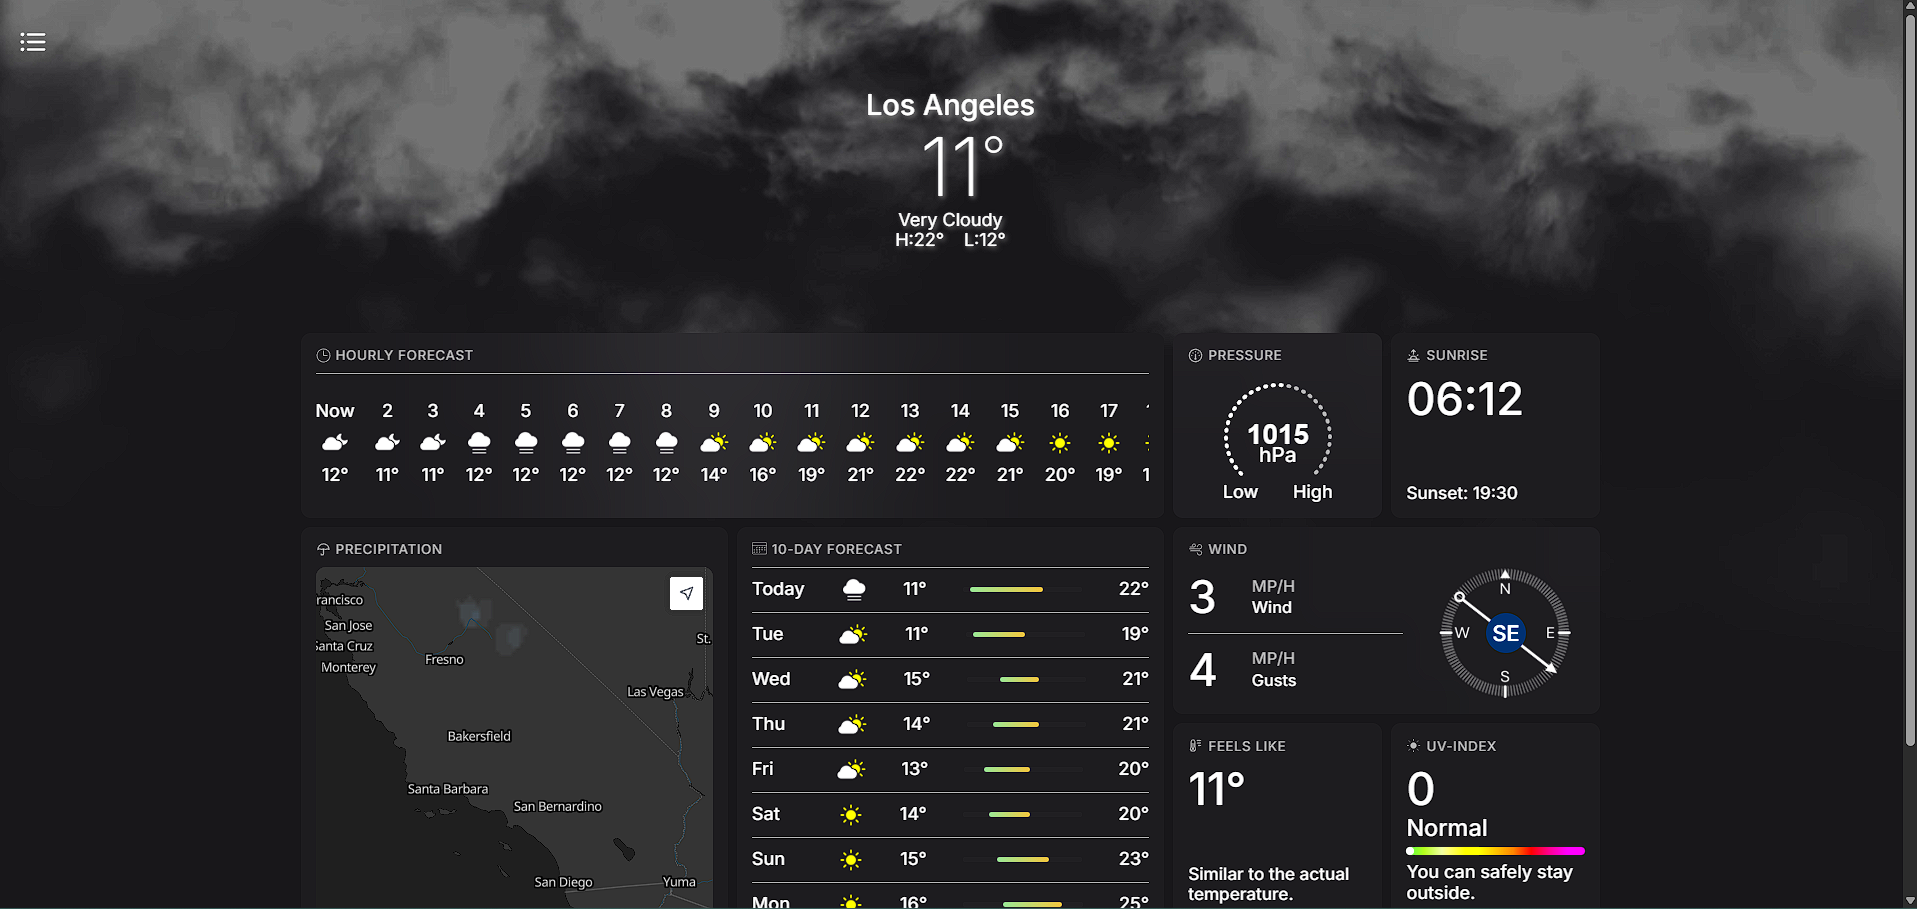 Los Angeles
11°
Very Cloudy
H:22° L:12°
HOURLY FORECAST
Now 2 3 4 5 6 7 8 9 10 11 12 13 14 15 16 17
12° 11° 11° 12° 12° 12° 12° 12° 14° 16° 19° 21° 22° 22° 21° 20° 19°
PRESSURE
1015
hPa
Low High
SUNRISE
06:12
Sunset: 19:30
PRECIPITATION
rancisco
San Jose
Santa Cruz
Monterey
Fresno
St.
Las Vegas
Bakersfield
Santa Barbara
San Bernardino
San Diego
Yuma
10-DAY FORECAST
Today 11° 22°
Tue 11° 19°
Wed 15° 21°
Thu 14° 21°
Fri 13° 20°
Sat 14° 20°
Sun 15° 23°
Mon 16° 25°
WIND
3 MP/H
Wind
4 MP/H
Gusts
N
W SE E
S
FEELS LIKE
11°
Similar to the actual
temperature.
UV-INDEX
0
Normal
You can safely stay
outside.